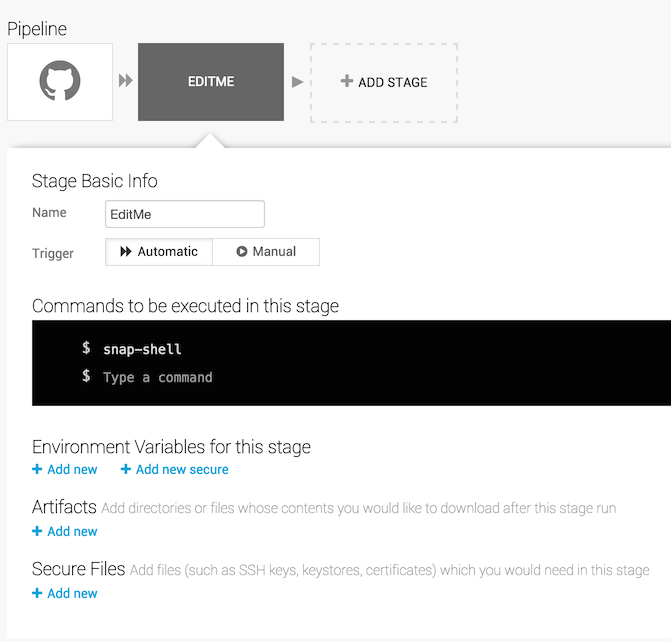 Pipeline
EDITME
ADD STAGE
Stage Basic Info
Name
EditMe
Trigger
Automatic
Manual
Commands to be executed in this stage
$ snap-shell
$ Type a command
Environment Variables for this stage
+ Add new + Add new secure
Artifacts Add directories or files whose contents you would like to download after this stage run
+ Add new
Secure Files Add files (such as SSH keys, keystores, certificates) which you would need in this stage
+ Add new